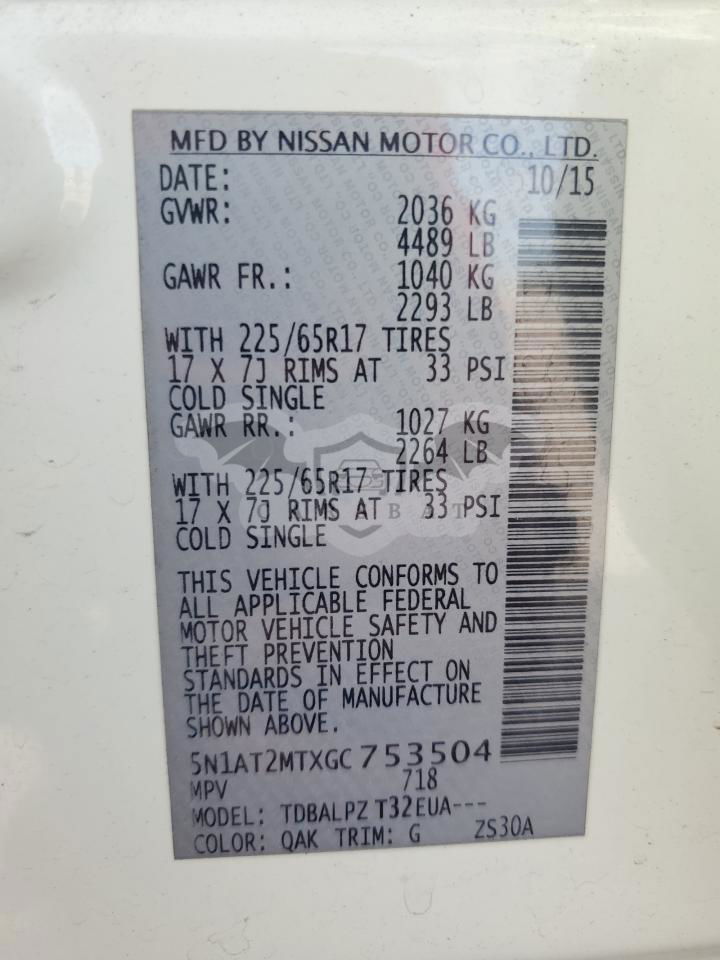 MFD BY NISSAN MOTOR CO., LTD.
DATE: 10/15
GVWR: 2036 KG
4489 LB
GAWR FR.: 1040 KG
2293 LB
WITH 225/65R17 TIRES
17 X 7J RIMS AT 33 PSI
COLD SINGLE
GAWR RR.: 1027 KG
2264 LB
WITH 225/65R17 TIRES
17 X 7J RIMS AT 33 PSI
COLD SINGLE
THIS VEHICLE CONFORMS TO
ALL APPLICABLE FEDERAL
MOTOR VEHICLE SAFETY AND
THEFT PREVENTION
STANDARDS IN EFFECT ON
THE DATE OF MANUFACTURE
SHOWN ABOVE.
5N1AT2MTXGC753504
MPV 718
MODEL: TDBALPZ T32EUA---
COLOR: QAK TRIM: G ZS30A